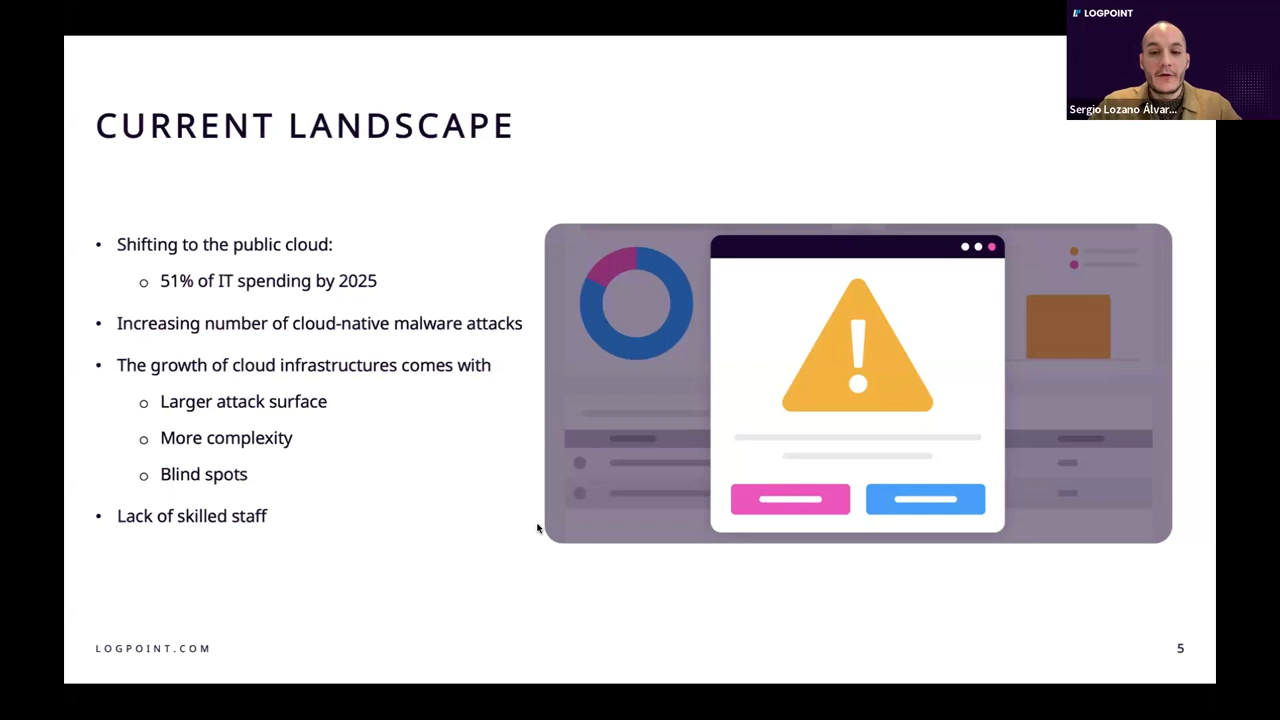 LOGPOINT
Sergio Lozano Álvar...
CURRENT LANDSCAPE
• Shifting to the public cloud:
o 51% of IT spending by 2025
• Increasing number of cloud-native malware attacks
• The growth of cloud infrastructures comes with
o Larger attack surface
o More complexity
o Blind spots
• Lack of skilled staff
!
LOGPOINT.COM
5